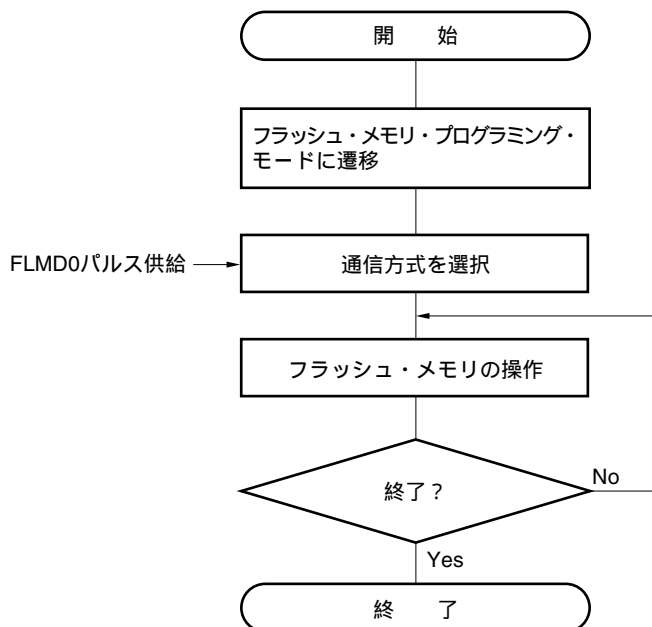 開　始
フラッシュ・メモリ・プログラミング・
モードに遷移
FLMD0パルス供給
通信方式を選択
フラッシュ・メモリの操作
終了？
No
Yes
終　了